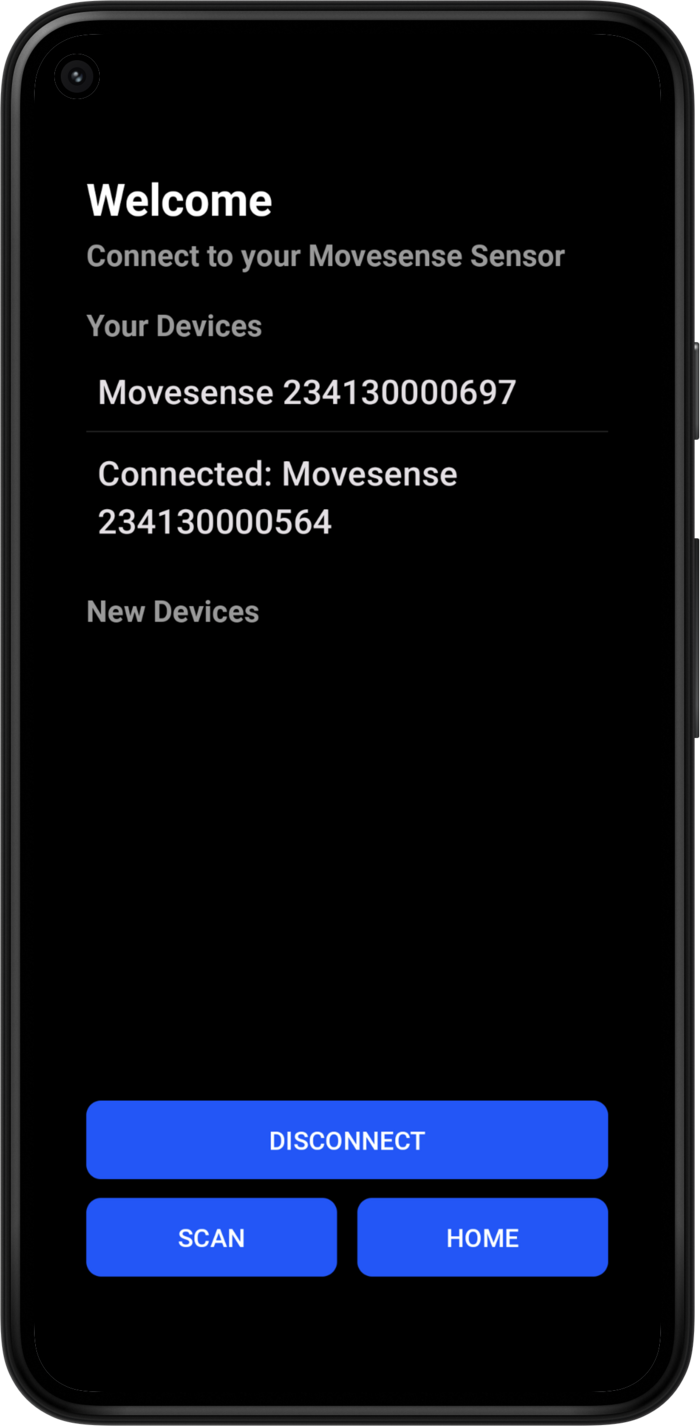 Welcome
Connect to your Movesense Sensor
Your Devices
Movesense 234130000697
Connected: Movesense
234130000564
New Devices
DISCONNECT
SCAN
HOME